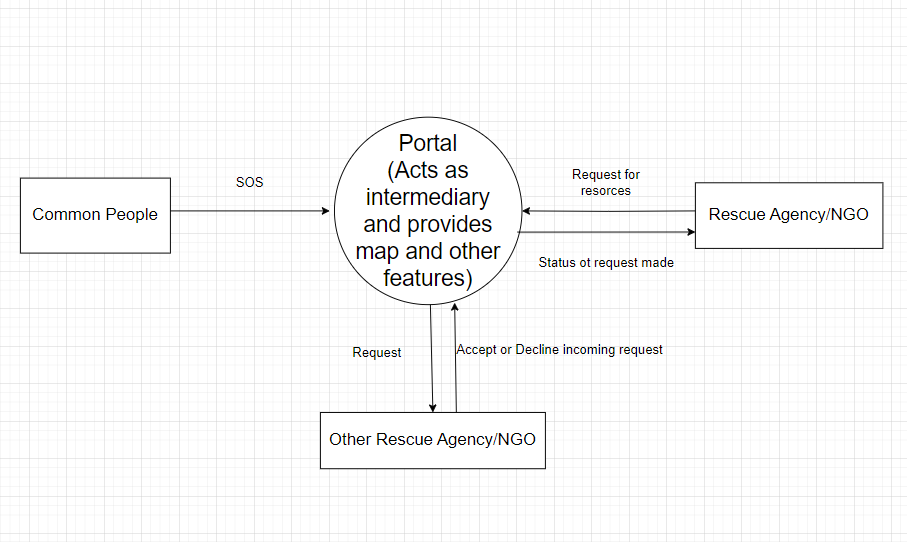 Portal
(Acts as
intermediary
and provides
map and other
features)
SOS
Common People
Request for
resorces
Rescue Agency/NGO
Status ot request made
Request
Accept or Decline incoming request
Other Rescue Agency/NGO